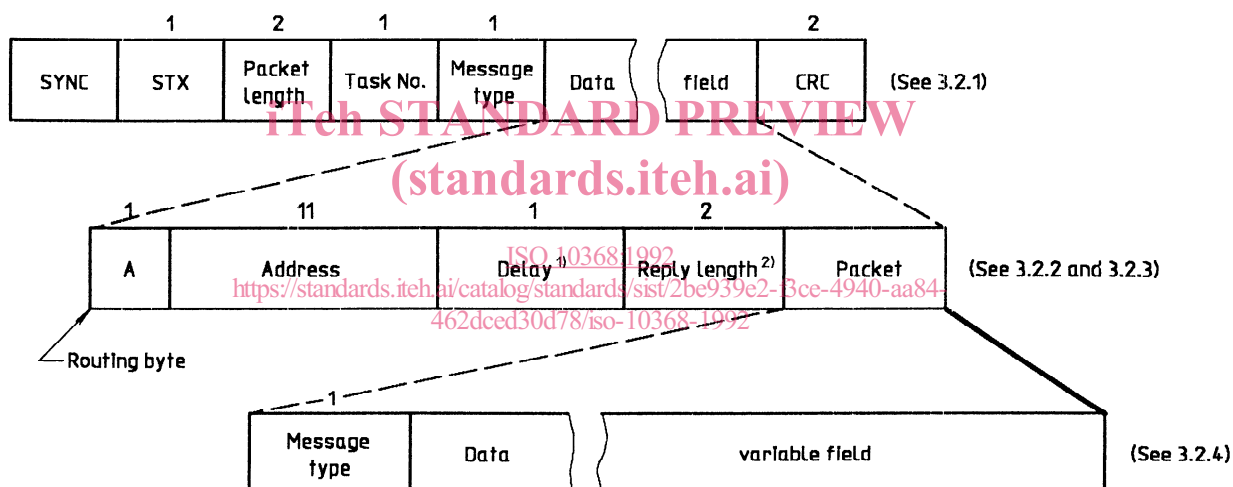 1 2 1 1 2
SYNC STX Packet length Task No. Message type Data field CRC (See 3.2.1)
iTeh STANDARD PREVIEW
(standards.iteh.ai)
1 11 1 2
A Address Delay 1) Reply length 2) Packet (See 3.2.2 and 3.2.3)
ISO 10368:1992
https://standards.iteh.ai/catalog/standards/sist/2be939e2-f3ce-4940-aa84-
462dced30d78/iso-10368-1992
Routing byte
1
Message type Data variable field (See 3.2.4)